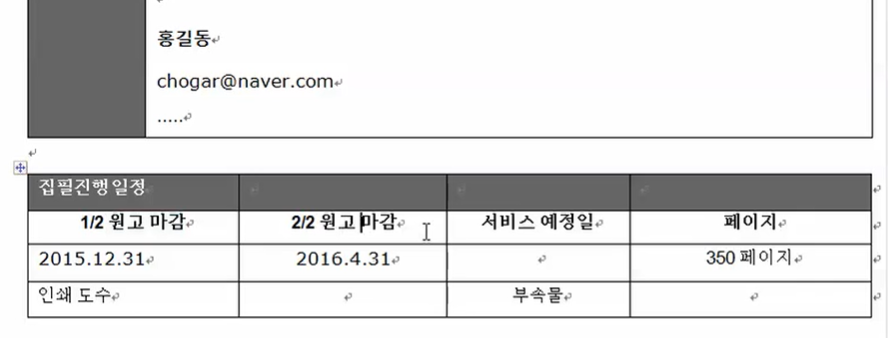 홍길동
chogar@naver.com
.....
집필진행일정
1/2 원고 마감 2/2 원고 마감 서비스 예정일 페이지
2015.12.31 2016.4.31 350 페이지
인쇄 도수 부속물